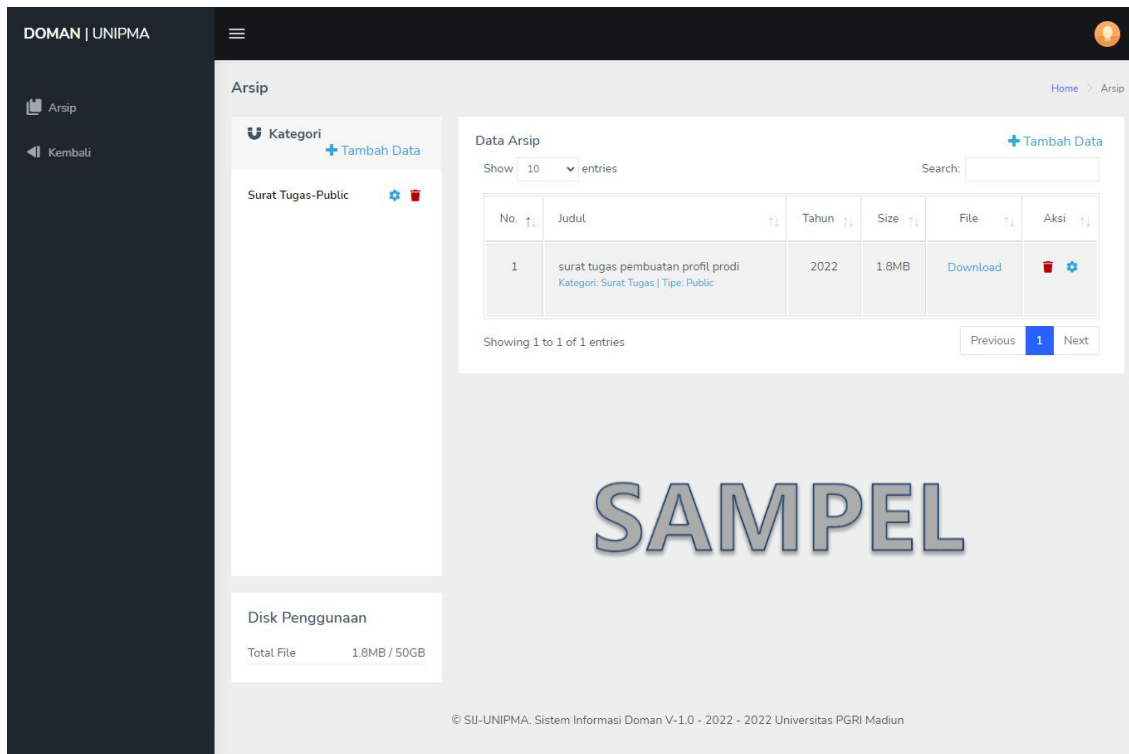 DOMAN | UNIPMA
Arsip
Kembali
Arsip
Home > Arsip
Kategori
Tambah Data
Surat Tugas-Public
Data Arsip
Tambah Data
Show 10 entries
Search:
No. Judul Tahun Size File Aksi
1 surat tugas pembuatan profil prodi 2022 1.8MB Download
Kategori: Surat Tugas | Tipe: Public
Showing 1 to 1 of 1 entries
Previous 1 Next
SAMPEL
Disk Penggunaan
Total File 1.8MB / 50GB
© SIJ-UNIPMA. Sistem Informasi Doman V-1.0 - 2022 - 2022 Universitas PGRI Madiun